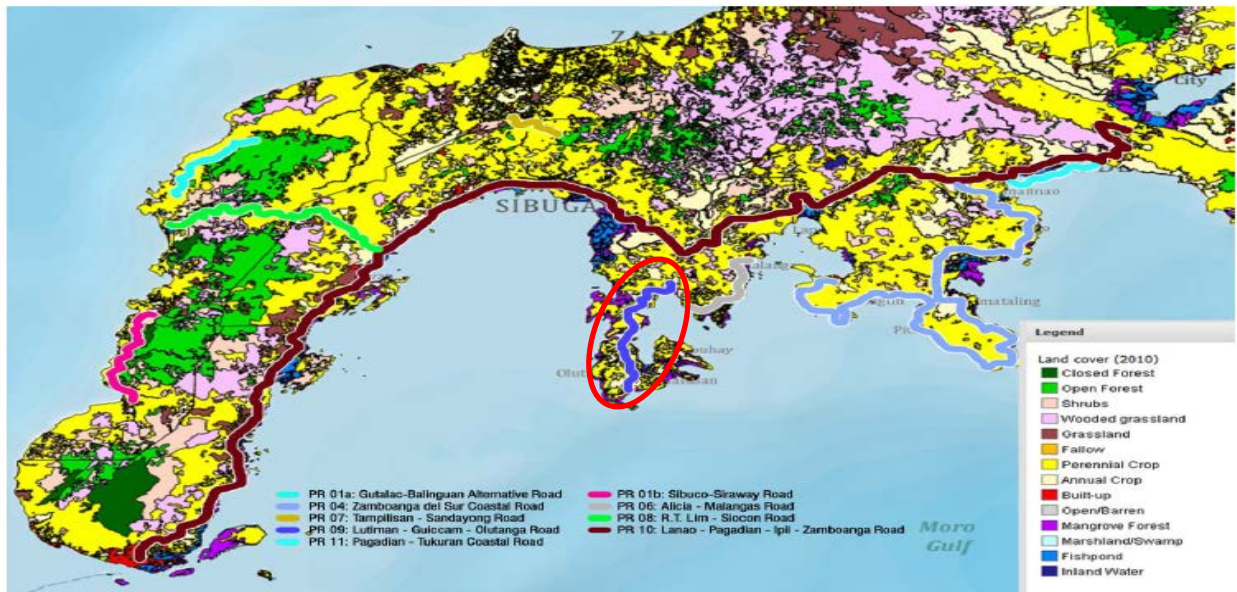 ZAM
City
SIBUGA
Olut
Moro
Gulf
PR 01a: Gutalac-Balinguan Alternative Road
PR 04: Zamboanga del Sur Coastal Road
PR 07: Tampilisan - Sandayong Road
PR 09: Lutiman - Guiccam - Olutanga Road
PR 11: Pagadian - Tukuran Coastal Road
PR 01b: Sibuco-Siraway Road
PR 06: Alicia - Malangas Road
PR 08: R.T. Lim - Siocon Road
PR 10: Lanao - Pagadian - Ipil - Zamboanga Road
Legend
Land cover (2010)
Closed Forest
Open Forest
Shrubs
Wooded grassland
Grassland
Fallow
Perennial Crop
Annual Crop
Built-up
Open/Barren
Mangrove Forest
Marshland/Swamp
Fishpond
Inland Water